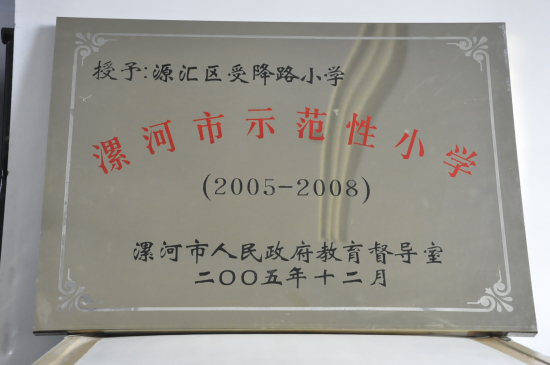 授予:源汇区受降路小学
漯河市示范性小学
(2005-2008)
漯河市人民政府教育督导室
二〇〇五年十二月